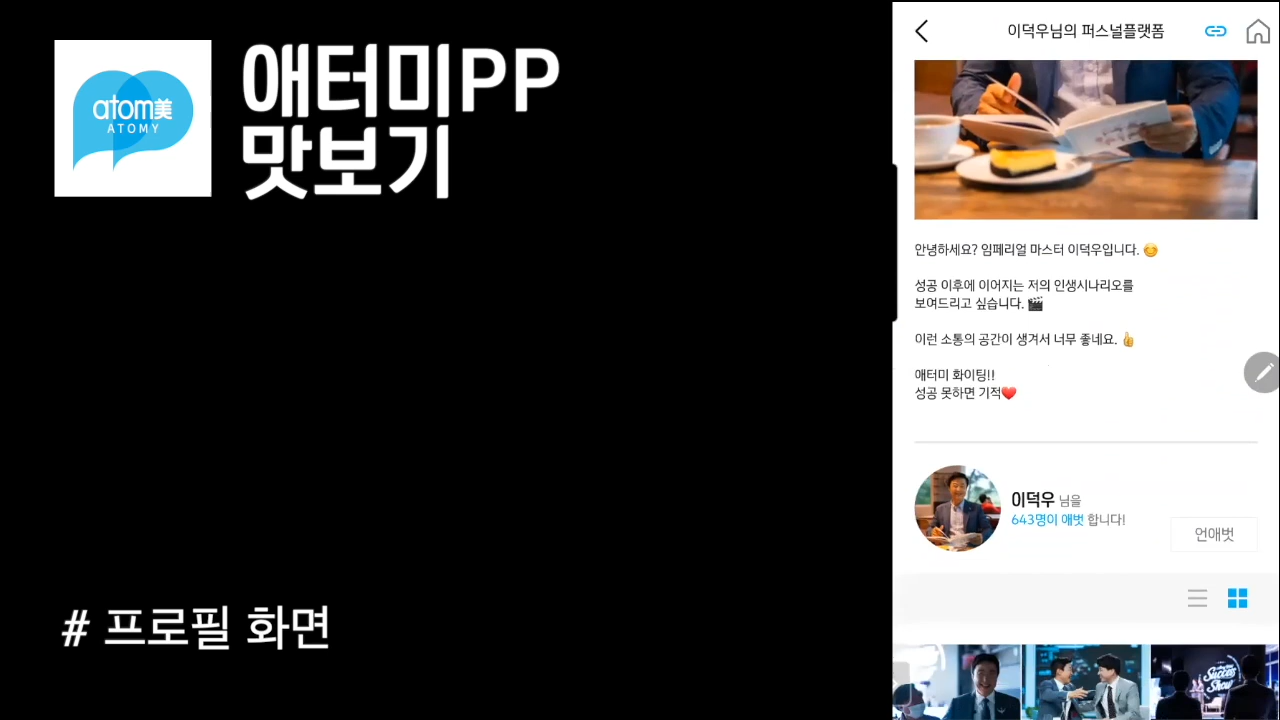 atom美
ATOMY
애터미PP
맛보기
# 프로필 화면
이덕우님의 퍼스널플랫폼
안녕하세요? 임페리얼 마스터 이덕우입니다. 😊
성공 이후에 이어지는 저의 인생시나리오를
보여드리고 싶습니다. 🎬
이런 소통의 공간이 생겨서 너무 좋네요. 👍
애터미 화이팅!!
성공 못하면 기적❤️
이덕우 님을
643명이 애벗 합니다!
언애벗
Success
Show